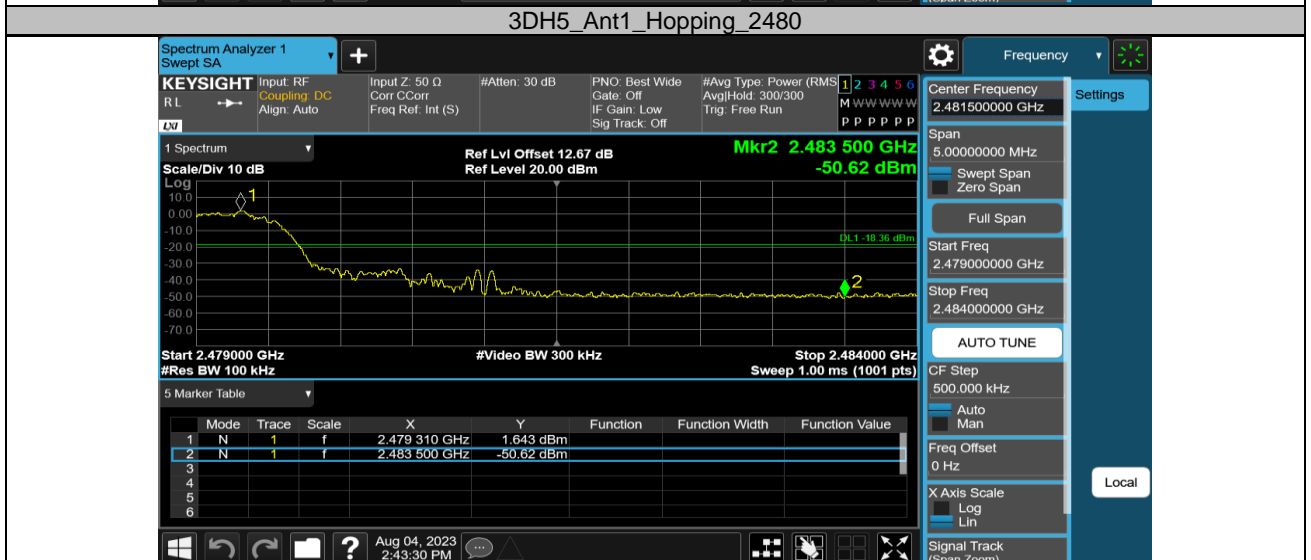 3DH5_Ant1_Hopping_2480
Spectrum Analyzer 1
Swept SA
Frequency
KEYSIGHT
Input: RF
Input Z: 50 Ω
#Atten: 30 dB
PNO: Best Wide
#Avg Type: Power (RMS
1 2 3 4 5 6
R L
Coupling: DC
Corr CCorr
Gate: Off
Avg|Hold: 300/300
M W W W W W
Align: Auto
Freq Ref: Int (S)
IF Gain: Low
Trig: Free Run
LXI
Sig Track: Off
P P P P P P
Center Frequency
2.481500000 GHz
Settings
Span
5.00000000 MHz
Swept Span
Zero Span
Full Span
Start Freq
2.479000000 GHz
Stop Freq
2.484000000 GHz
AUTO TUNE
CF Step
500.000 kHz
Auto
Man
Freq Offset
0 Hz
X Axis Scale
Log
Lin
Local
Signal Track
(Span Zoom)
1 Spectrum
Ref Lvl Offset 12.67 dB
Mkr2 2.483 500 GHz
Scale/Div 10 dB
Ref Level 20.00 dBm
-50.62 dBm
Log
10.0
0.00
-10.0
-20.0
-30.0
-40.0
-50.0
-60.0
-70.0
1
DL1 -18.36 dBm
2
Start 2.479000 GHz
#Video BW 300 kHz
Stop 2.484000 GHz
#Res BW 100 kHz
Sweep 1.00 ms (1001 pts)
5 Marker Table
Mode Trace Scale X Y Function Function Width Function Value
1 N 1 f 2.479 310 GHz 1.643 dBm
2 N 1 f 2.483 500 GHz -50.62 dBm
3
4
5
6
?
Aug 04, 2023
2:43:30 PM